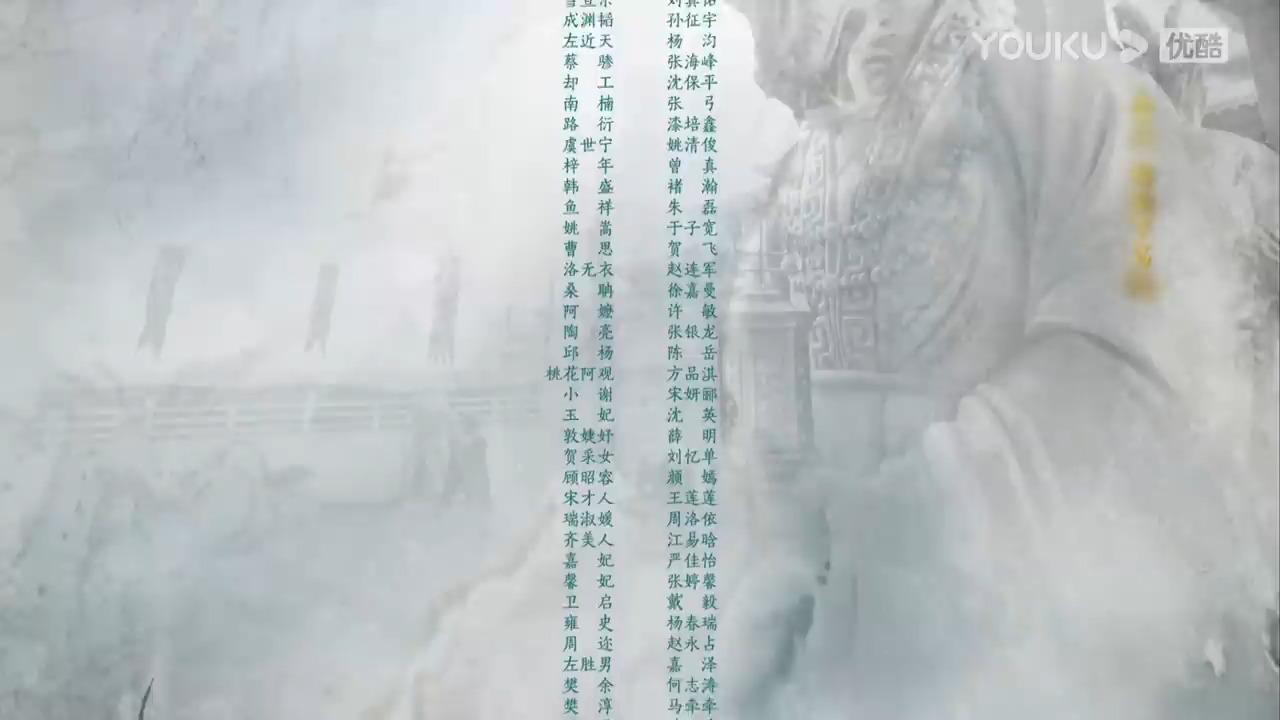 YOUKU 优酷
成渊韬 孙征宇
左近天 杨 沟
蔡 骖 张海峰
却 工 沈保平
南 楠 张 弓
路 衍 漆培鑫
虞世宁 姚清俊
梓 年 曾 真
韩 盛 褚 瀚
鱼 祥 朱 磊
姚 嵩 于子宽
曹 思 贺 飞
洛无衣 赵连军
桑 聃 徐嘉曼
阿 嬷 许 敏
陶 亮 张银龙
邱 杨 陈 岳
桃花阿观 方品淇
小 谢 宋妍郦
玉 妃 沈 英
敦婕妤 薛 明
贺采女 刘忆单
顾昭容 颜 嫣
宋才人 王莲莲
瑞淑媛 周洛依
齐美人 江易晗
嘉 妃 严佳怡
馨 妃 张婷馨
卫 启 戴 毅
雍 史 杨春瑞
周 迩 赵永占
左胜男 嘉 泽
樊 余 何志涛
樊 淳 马牵牵